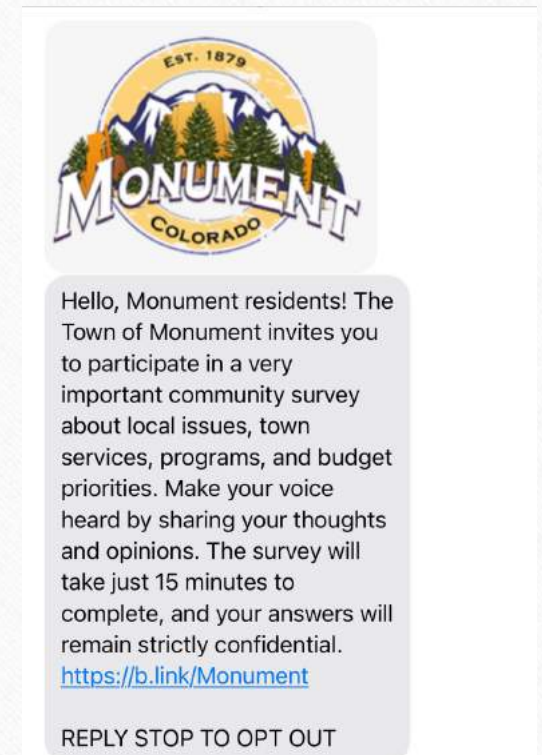 EST. 1879
MONUMENT
COLORADO
Hello, Monument residents! The
Town of Monument invites you
to participate in a very
important community survey
about local issues, town
services, programs, and budget
priorities. Make your voice
heard by sharing your thoughts
and opinions. The survey will
take just 15 minutes to
complete, and your answers will
remain strictly confidential.
https://b.link/Monument
REPLY STOP TO OPT OUT